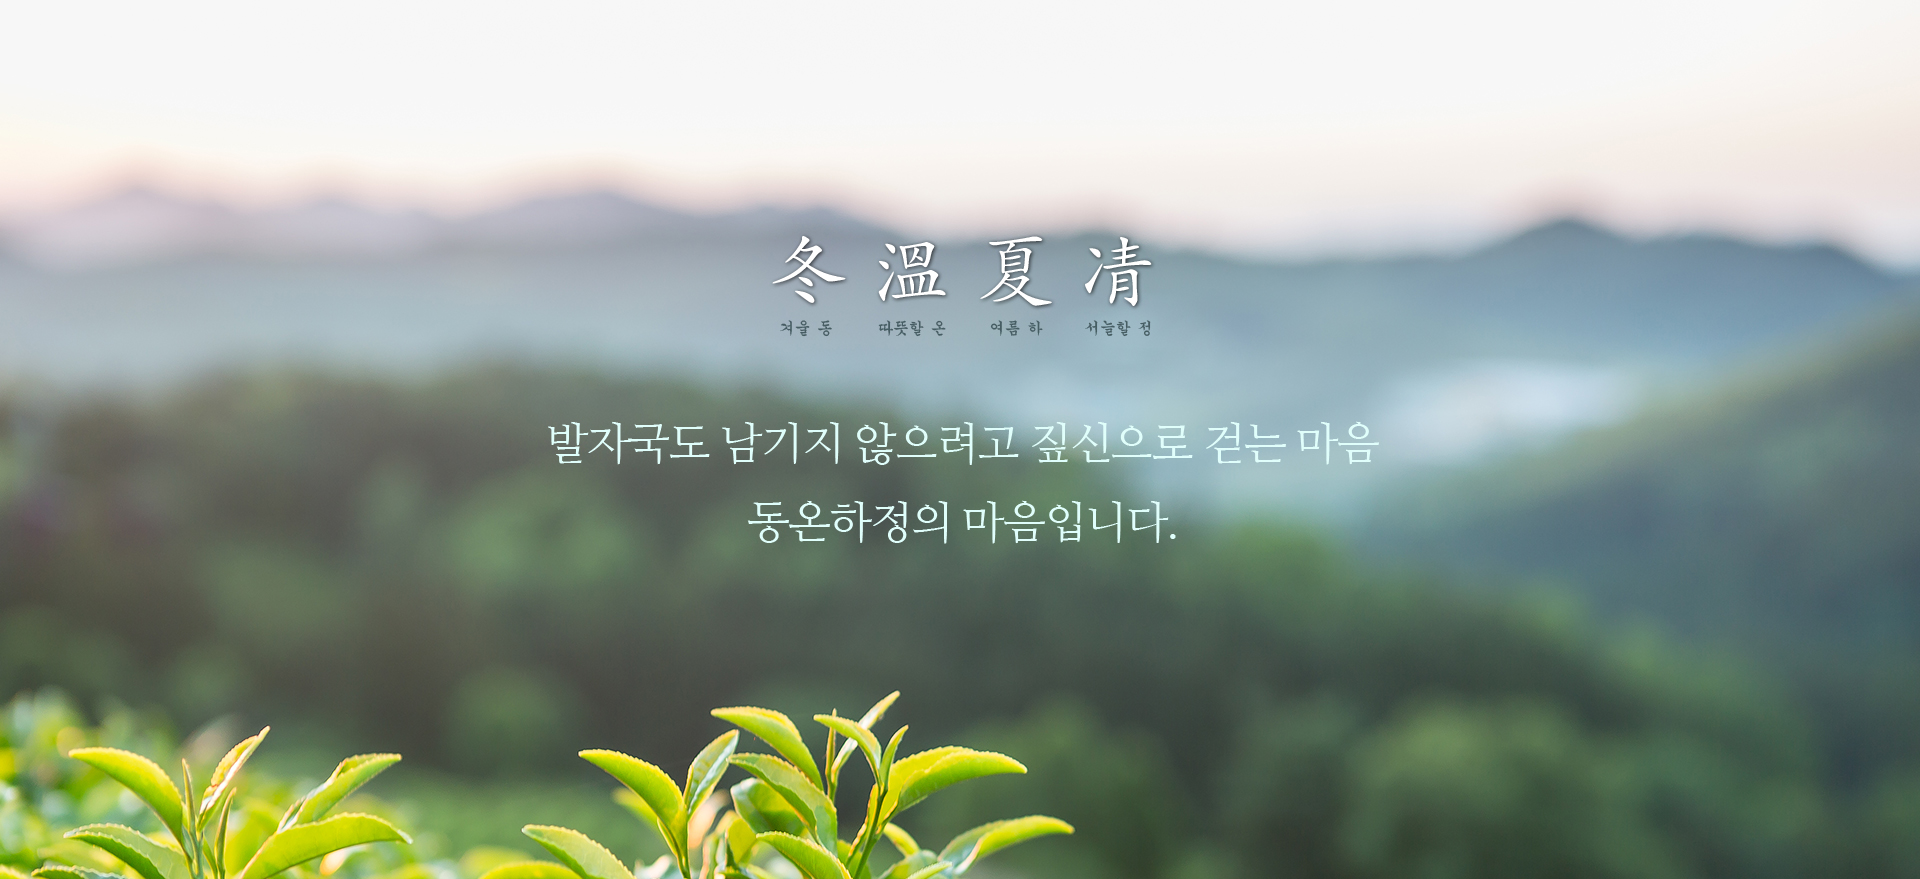 冬溫夏凊
겨울 동 따뜻할 온 여름 하 서늘할 정
발자국도 남기지 않으려고 짚신으로 걷는 마음
동온하정의 마음입니다.